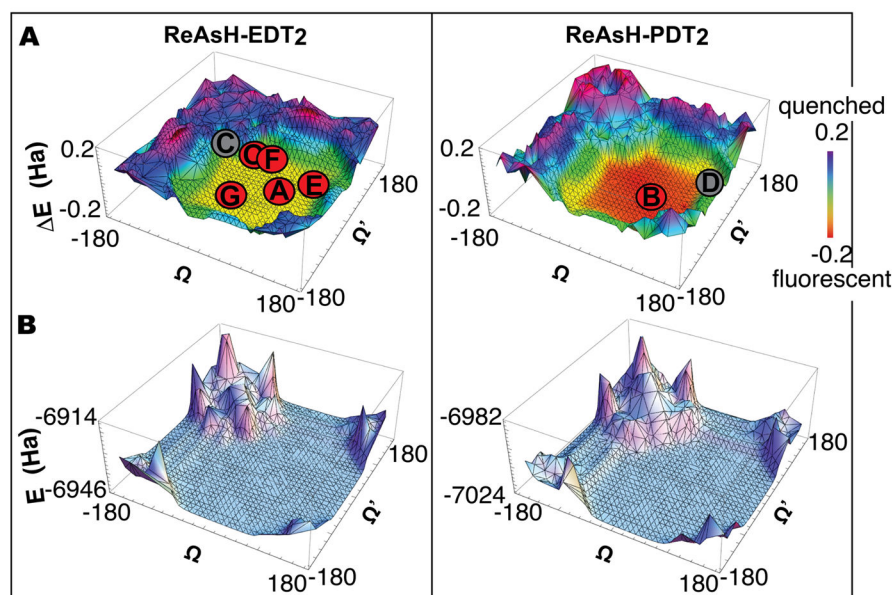 A
ReAsH-EDT2
ReAsH-PDT2
quenched
0.2
-0.2
fluorescent
ΔE (Ha)
0.2
-0.2
-180
Ω
180
-180
Ω'
180
C
C
F
G
A
E
0.2
-0.2
-180
Ω
180
-180
Ω'
180
B
D
B
E (Ha)
-6914
-6946
-180
Ω
180
-180
Ω'
180
-6982
-7024
-180
Ω
180
-180
Ω'
180